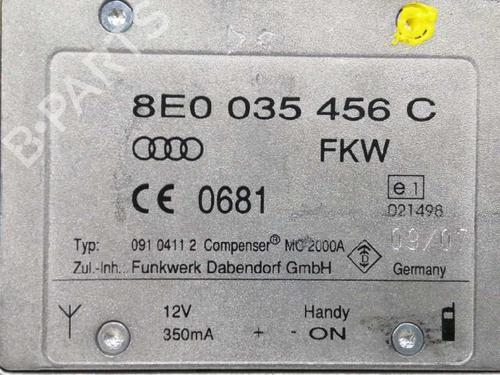 8E0 035 456 C
FKW
CE 0681
e1
021498
09/07
Typ: 091 0411 2 Compenser® MC 2000A
Zul.-Inh.: Funkwerk Dabendorf GmbH
Germany
12V Handy
350mA + - ON
B-PARTS